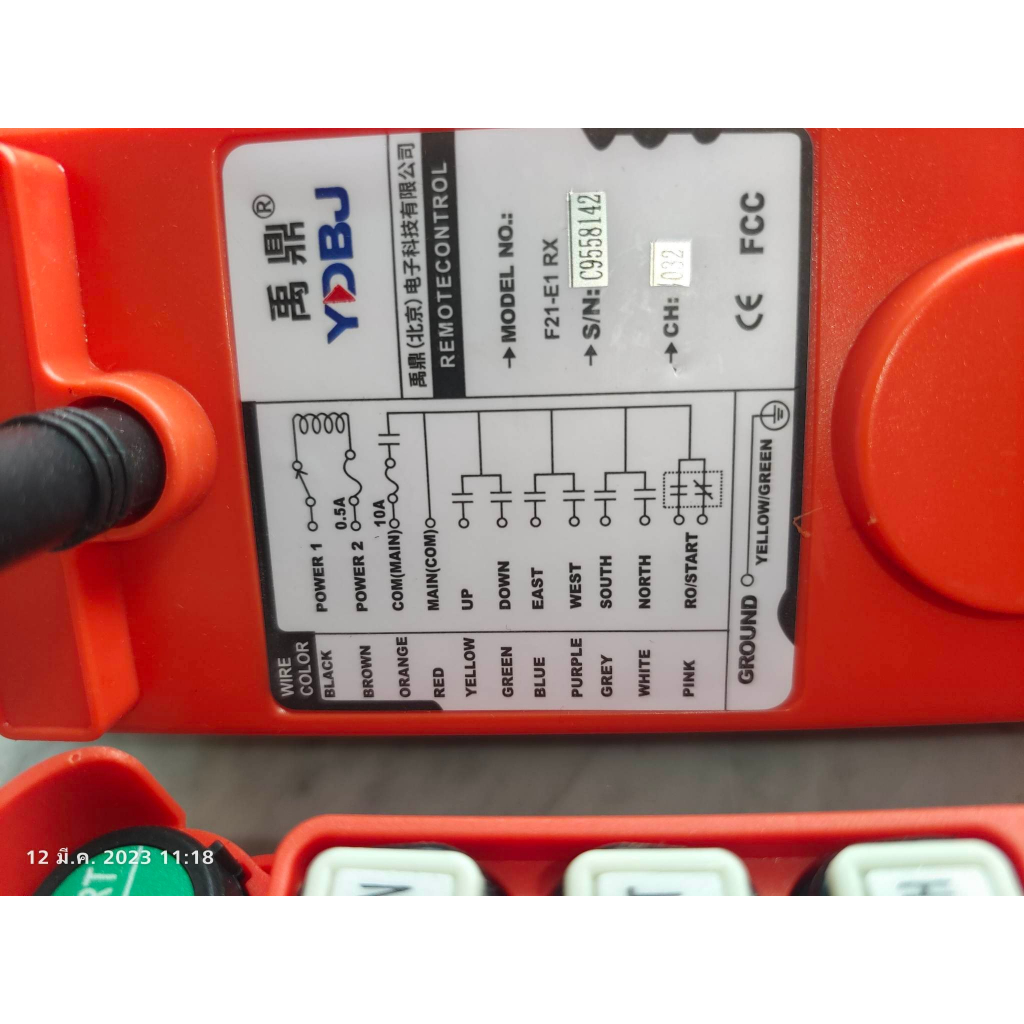 禹鼎®
YDBJ
禹鼎(北京)电子科技有限公司
REMOTECONTROL
→MODEL NO.:
F21-E1 RX
→S/N: C9558142
→CH: 032
CE FCC
WIRE COLOR
BLACK POWER 1
BROWN POWER 2 0.5A
ORANGE COM(MAIN) 10A
RED MAIN(COM)
YELLOW UP
GREEN DOWN
BLUE EAST
PURPLE WEST
GREY SOUTH
WHITE NORTH
PINK RO/START
GROUND YELLOW/GREEN
12 มี.ค. 2023 11:18